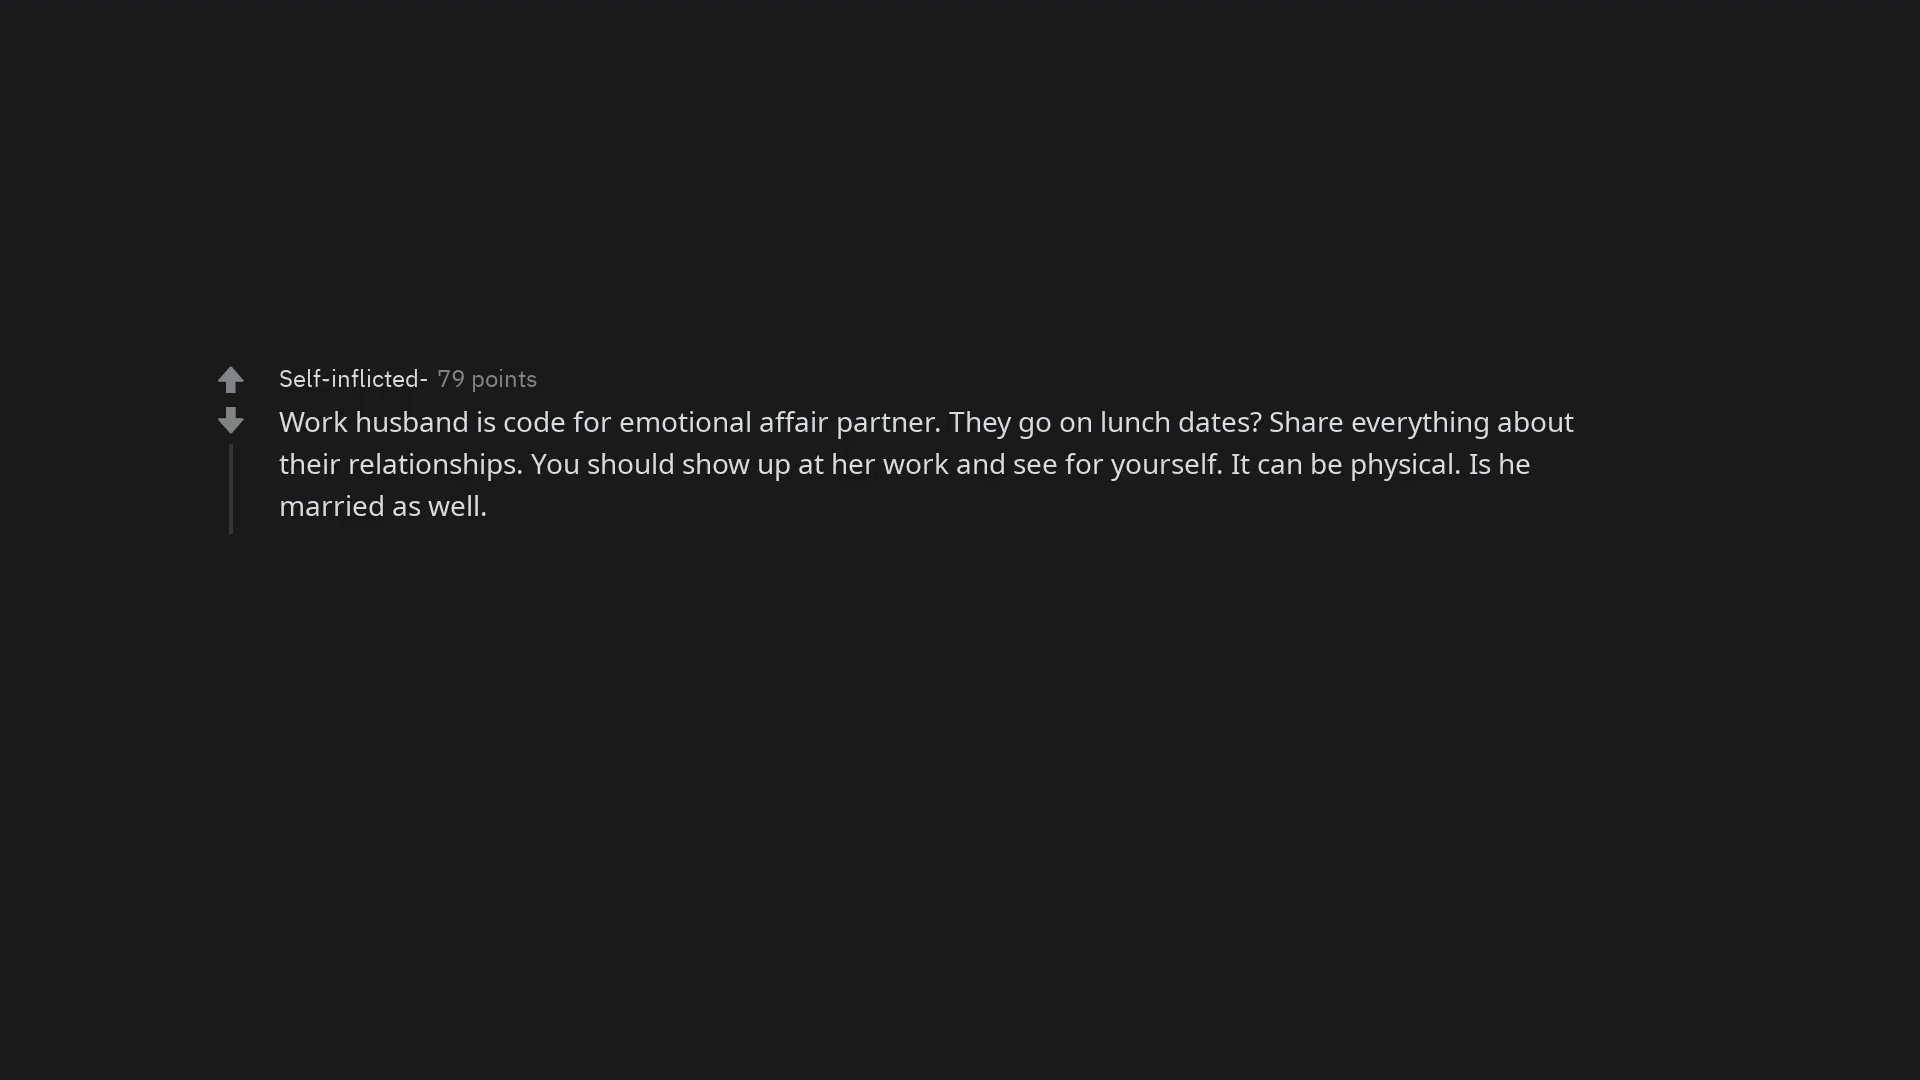 Self-inflicted- 79 points
Work husband is code for emotional affair partner. They go on lunch dates? Share everything about
their relationships. You should show up at her work and see for yourself. It can be physical. Is he
married as well.